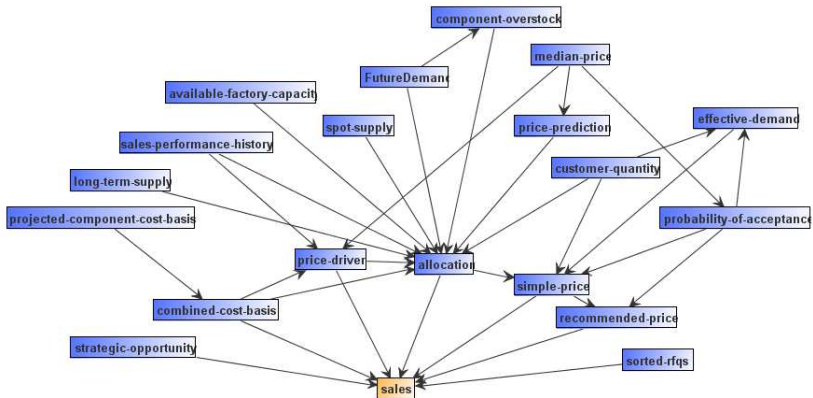 component-overstock
median-price
FutureDemand
available-factory-capacity
spot-supply
price-prediction
effective-demand
sales-performance-history
customer-quantity
long-term-supply
projected-component-cost-basis
probability-of-acceptance
price-driver
allocation
simple-price
combined-cost-basis
recommended-price
strategic-opportunity
sorted-rfqs
sales